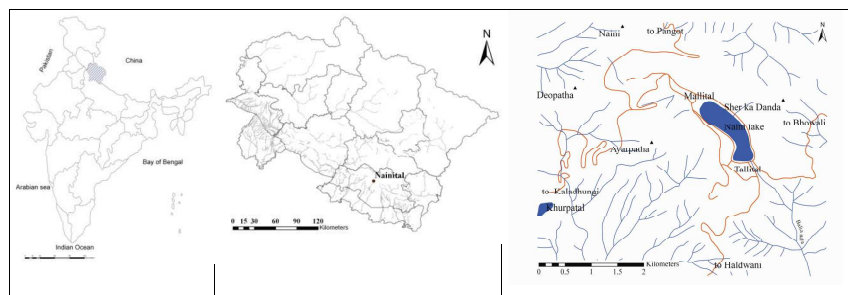 Pakistan
China
Arabian sea
Bay of Bengal
Indian Ocean
N
Nainital
0 15 30 60 90 120
Kilometers
N
Naini
to Pangot
Deopatha
Mallital
Sher ka Danda
Naini lake
to Bhowali
Ayarpatha
Tallital
to Kaladhungi
Khurpatal
to Haldwani
0 0.5 1 1.5 2
Kilometers